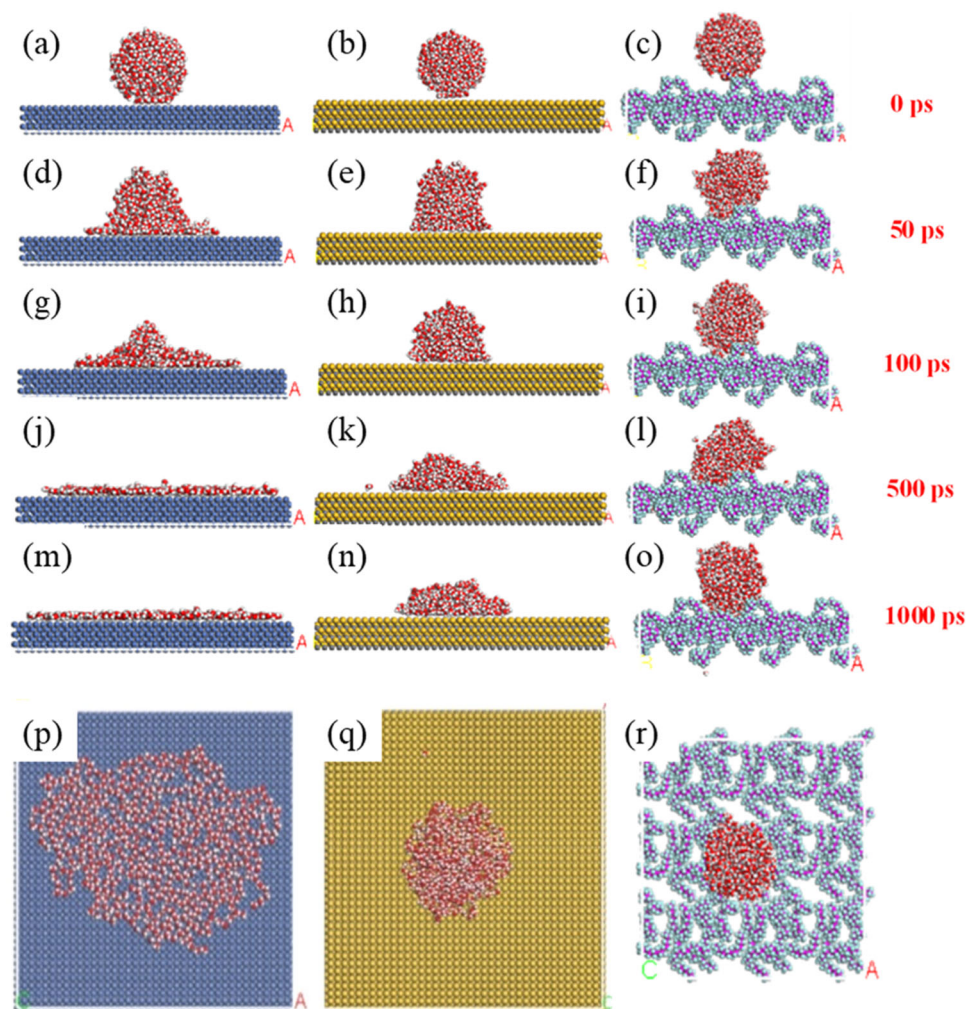 (a) (b) (c)
0 ps
A A
(d) (e) (f)
50 ps
A A A
(g) (h) (i)
100 ps
A A A
(j) (k) (l)
500 ps
A A A
(m) (n) (o)
1000 ps
A A A
(p) (q) (r)
C A C A